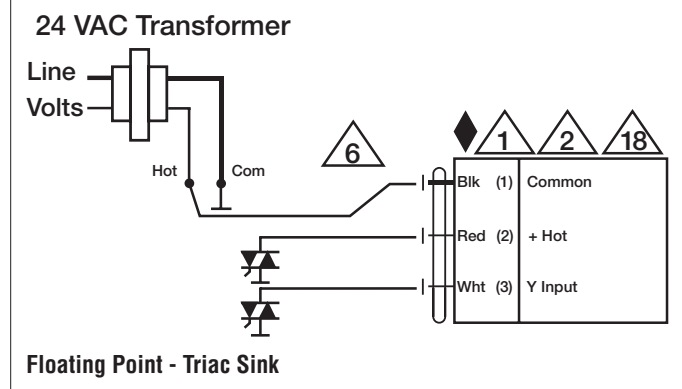 24 VAC Transformer
Line
Volts
Hot
Com
6
1
2
18
Blk (1) Common
Red (2) + Hot
Wht (3) Y Input
Floating Point - Triac Sink